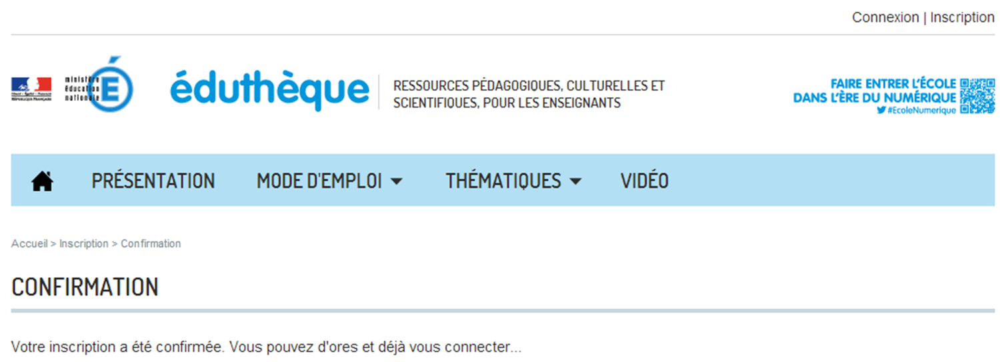 Connexion | Inscription
RÉPUBLIQUE FRANÇAISE
ministère
éducation
nationale
éduthèque
RESSOURCES PÉDAGOGIQUES, CULTURELLES ET
SCIENTIFIQUES, POUR LES ENSEIGNANTS
FAIRE ENTRER L'ÉCOLE
DANS L'ÈRE DU NUMÉRIQUE
#EcoleNumerique
PRÉSENTATION MODE D'EMPLOI THÉMATIQUES VIDÉO
Accueil > Inscription > Confirmation
CONFIRMATION
Votre inscription a été confirmée. Vous pouvez d'ores et déjà vous connecter...